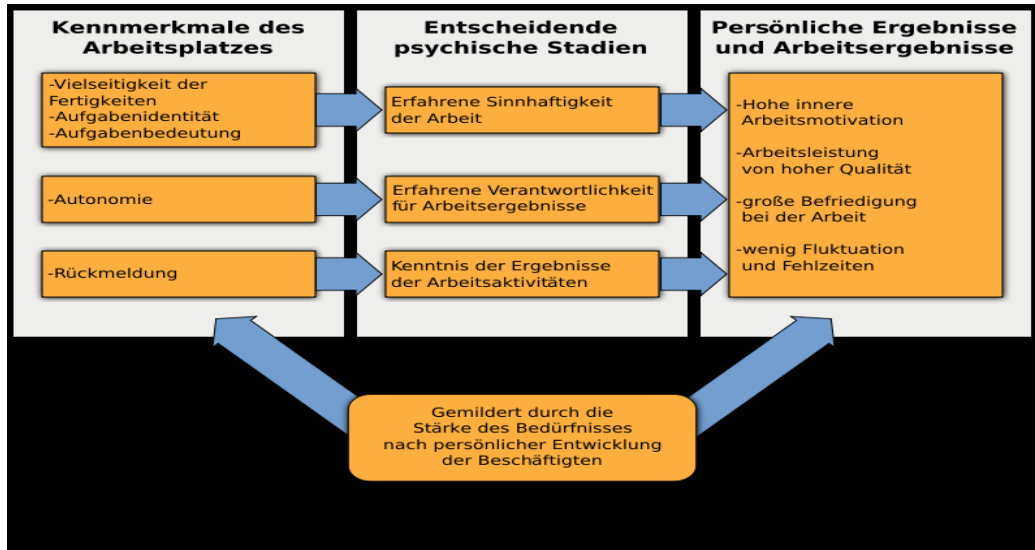 Kennmerkmale des
Arbeitsplatzes
-Vielseitigkeit der
Fertigkeiten
-Aufgabenidentität
-Aufgabenbedeutung
-Autonomie
-Rückmeldung
Entscheidende
psychische Stadien
Erfahrene Sinnhaftigkeit
der Arbeit
Erfahrene Verantwortlichkeit
für Arbeitsergebnisse
Kenntnis der Ergebnisse
der Arbeitsaktivitäten
Persönliche Ergebnisse
und Arbeitsergebnisse
-Hohe innere
Arbeitsmotivation
-Arbeitsleistung
von hoher Qualität
-große Befriedigung
bei der Arbeit
-wenig Fluktuation
und Fehlzeiten
Gemildert durch die
Stärke des Bedürfnisses
nach persönlicher Entwicklung
der Beschäftigten